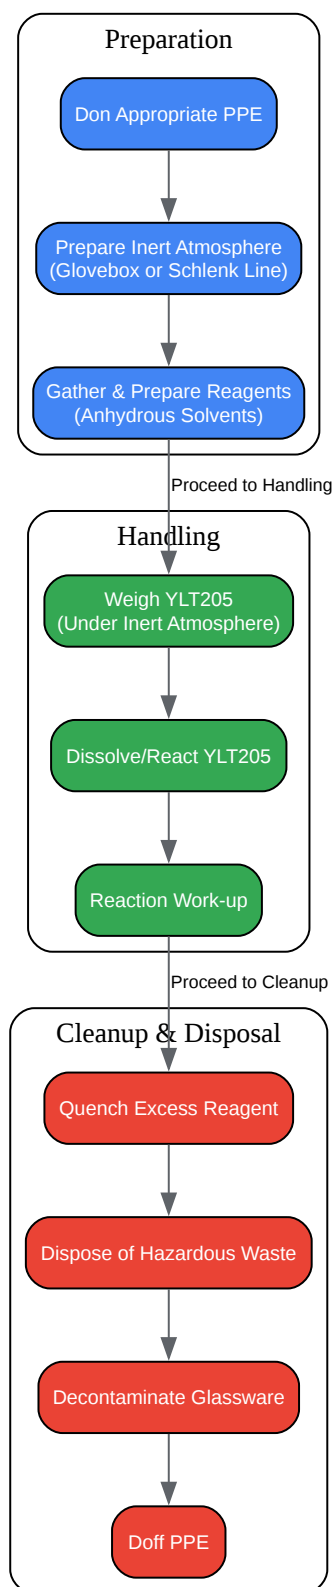 Preparation
Don Appropriate PPE
Prepare Inert Atmosphere
(Glovebox or Schlenk Line)
Gather & Prepare Reagents
(Anhydrous Solvents)
Proceed to Handling
Handling
Weigh YLT205
(Under Inert Atmosphere)
Dissolve/React YLT205
Reaction Work-up
Proceed to Cleanup
Cleanup & Disposal
Quench Excess Reagent
Dispose of Hazardous Waste
Decontaminate Glassware
Doff PPE